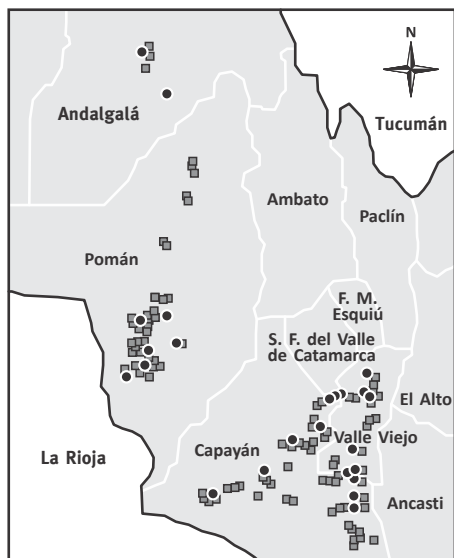 N
Tucumán
Andalgalá
Ambato
Paclín
Pomán
F. M.
Esquiú
S. F. del Valle
de Catamarca
El Alto
Capayán
Valle Viejo
La Rioja
Ancasti